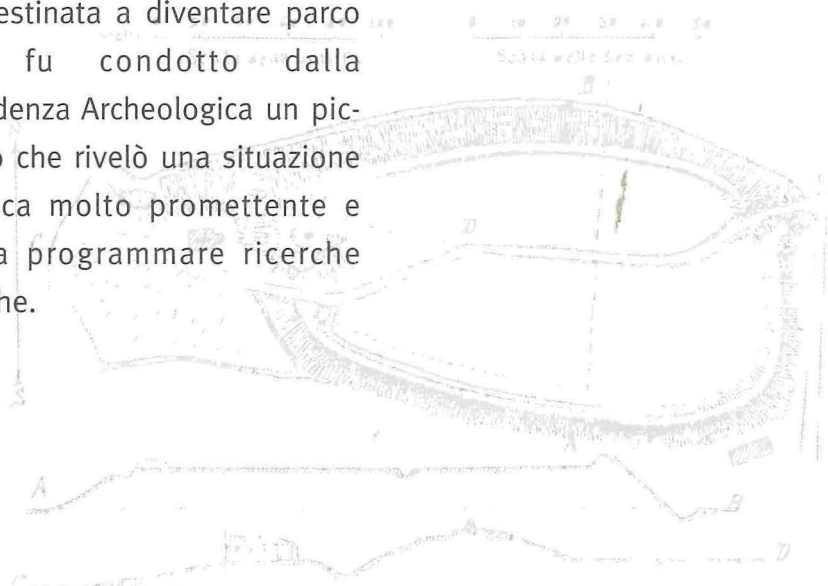 estinata a diventare parco
fu condotto dalla
denza Archeologica un pic-
o che rivelò una situazione
ca molto promettente e
a programmare ricerche
he.
B
D
C
A
A
B
D
C